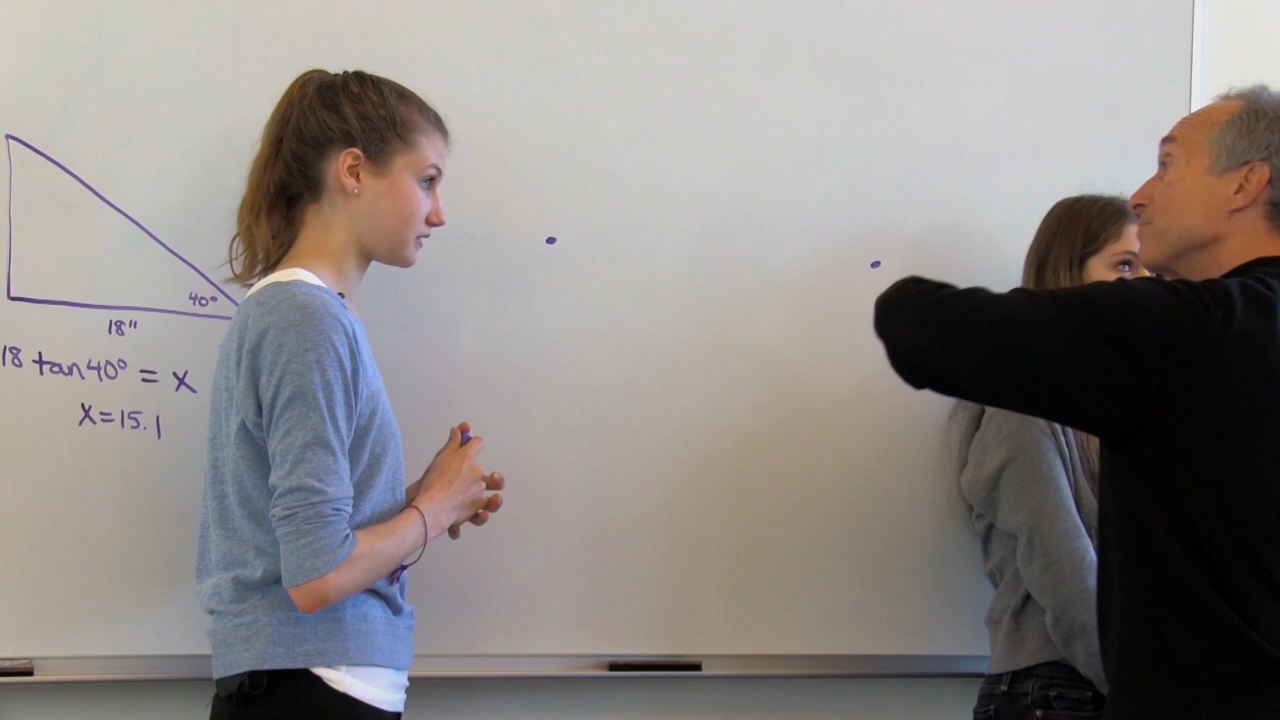 40°
18"
18 tan40° = x
x=15.1